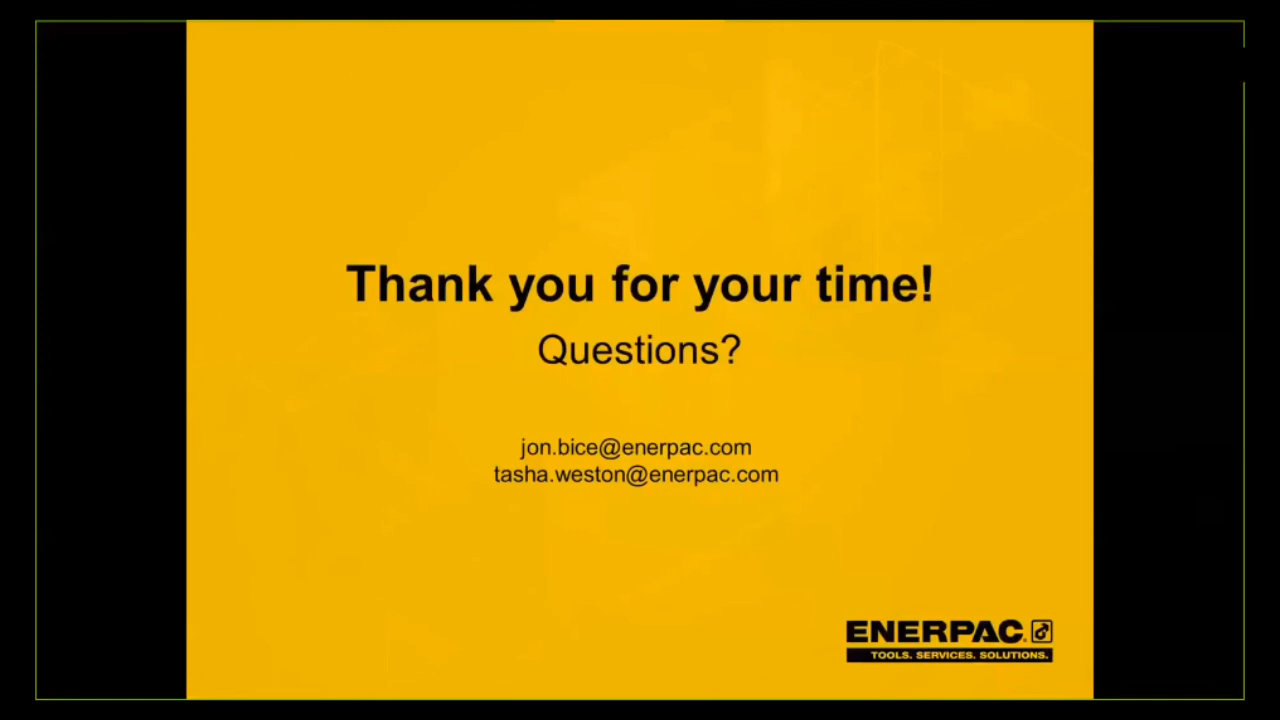 Thank you for your time!
Questions?
jon.bice@enerpac.com
tasha.weston@enerpac.com
ENERPAC.
TOOLS. SERVICES. SOLUTIONS.